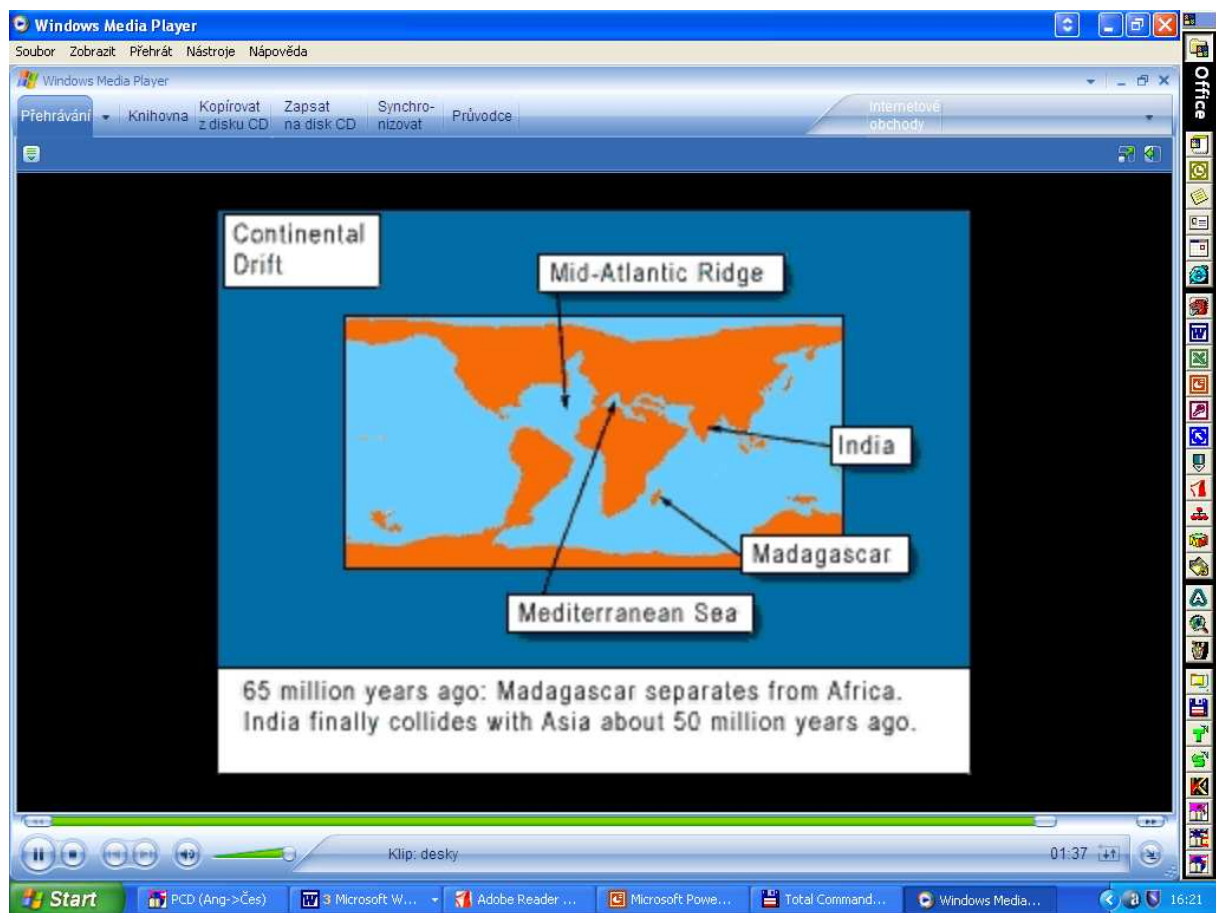 Windows Media Player
Soubor Zobrazit Přehrát Nástroje Nápověda
Windows Media Player
Přehrávání Knihovna Kopírovat z disku CD Zapsat na disk CD Synchro-nizovat Průvodce Internetové obchody
Office
Continental
Drift
Mid-Atlantic Ridge
India
Madagascar
Mediterranean Sea
65 million years ago: Madagascar separates from Africa.
India finally collides with Asia about 50 million years ago.
Klip: desky 01:37
Start PCD (Ang->Čes) 3 Microsoft W... Adobe Reader ... Microsoft Powe... Total Command... Windows Media... 16:21